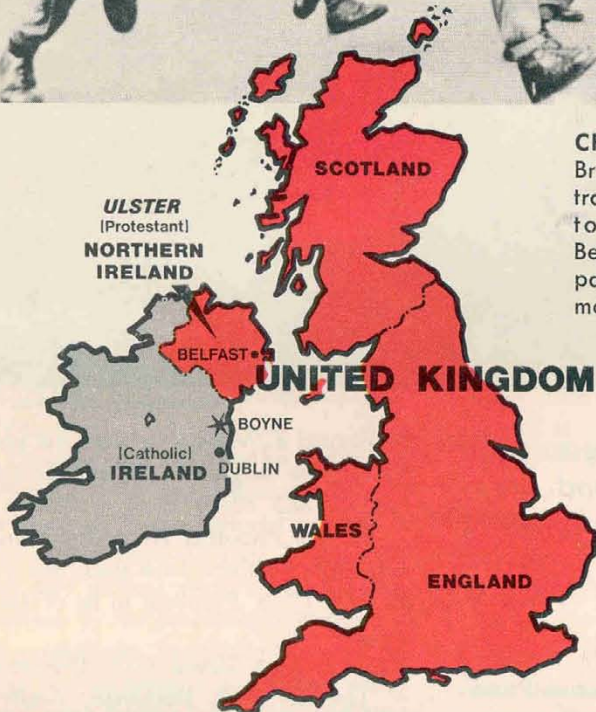 SCOTLAND
ULSTER
[Protestant]
NORTHERN
IRELAND
BELFAST
UNITED KINGDOM
BOYNE
[Catholic]
IRELAND
DUBLIN
WALES
ENGLAND